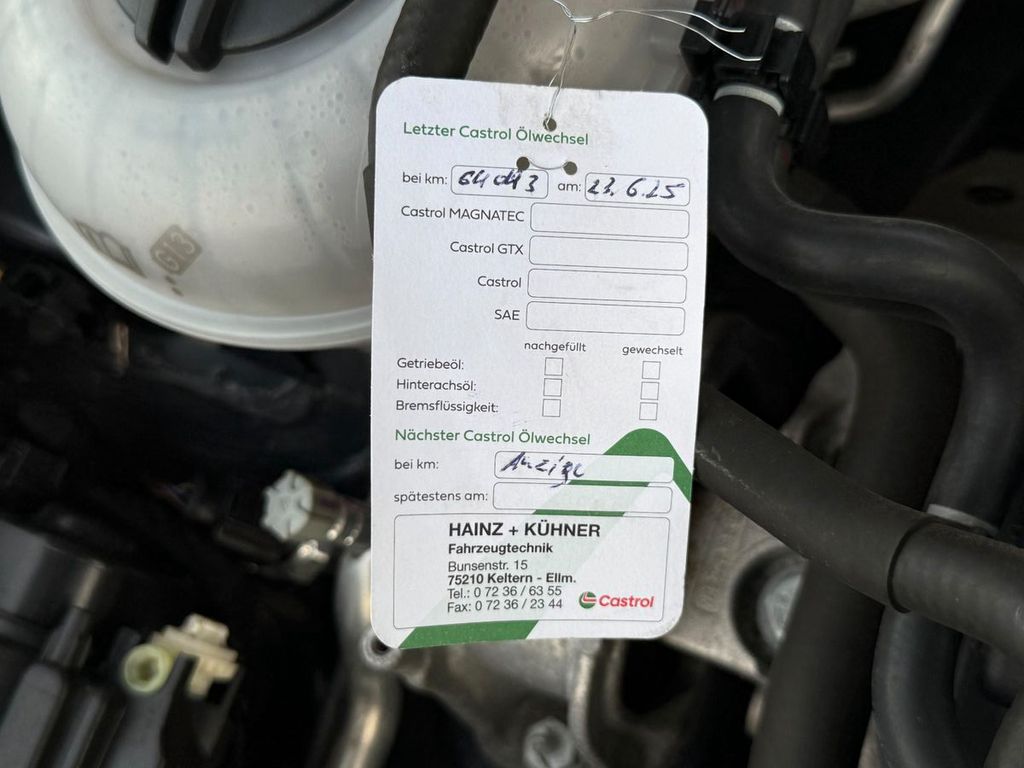 G13
Letzter Castrol Ölwechsel
bei km: am: 23.6.25
Castrol MAGNATEC
Castrol GTX
Castrol
SAE
nachgefüllt gewechselt
Getriebeöl:
Hinterachsöl:
Bremsflüssigkeit:
Nächster Castrol Ölwechsel
bei km: Anzeige
spätestens am:
HAINZ + KÜHNER
Fahrzeugtechnik
Bunsenstr. 15
75210 Keltern - Ellm.
Tel.: 0 72 36 / 63 55
Fax: 0 72 36 / 23 44
Castrol